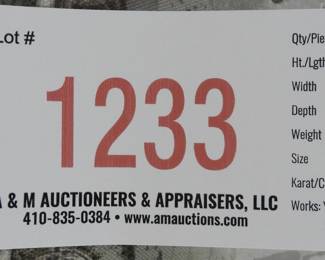 Lot #
1233
A & M AUCTIONEERS & APPRAISERS, LLC
410-835-0384 • www.amauctions.com
Qty/Pie
Ht./Lgth
Width
Depth
Weight
Size
Karat/C
Works: Y